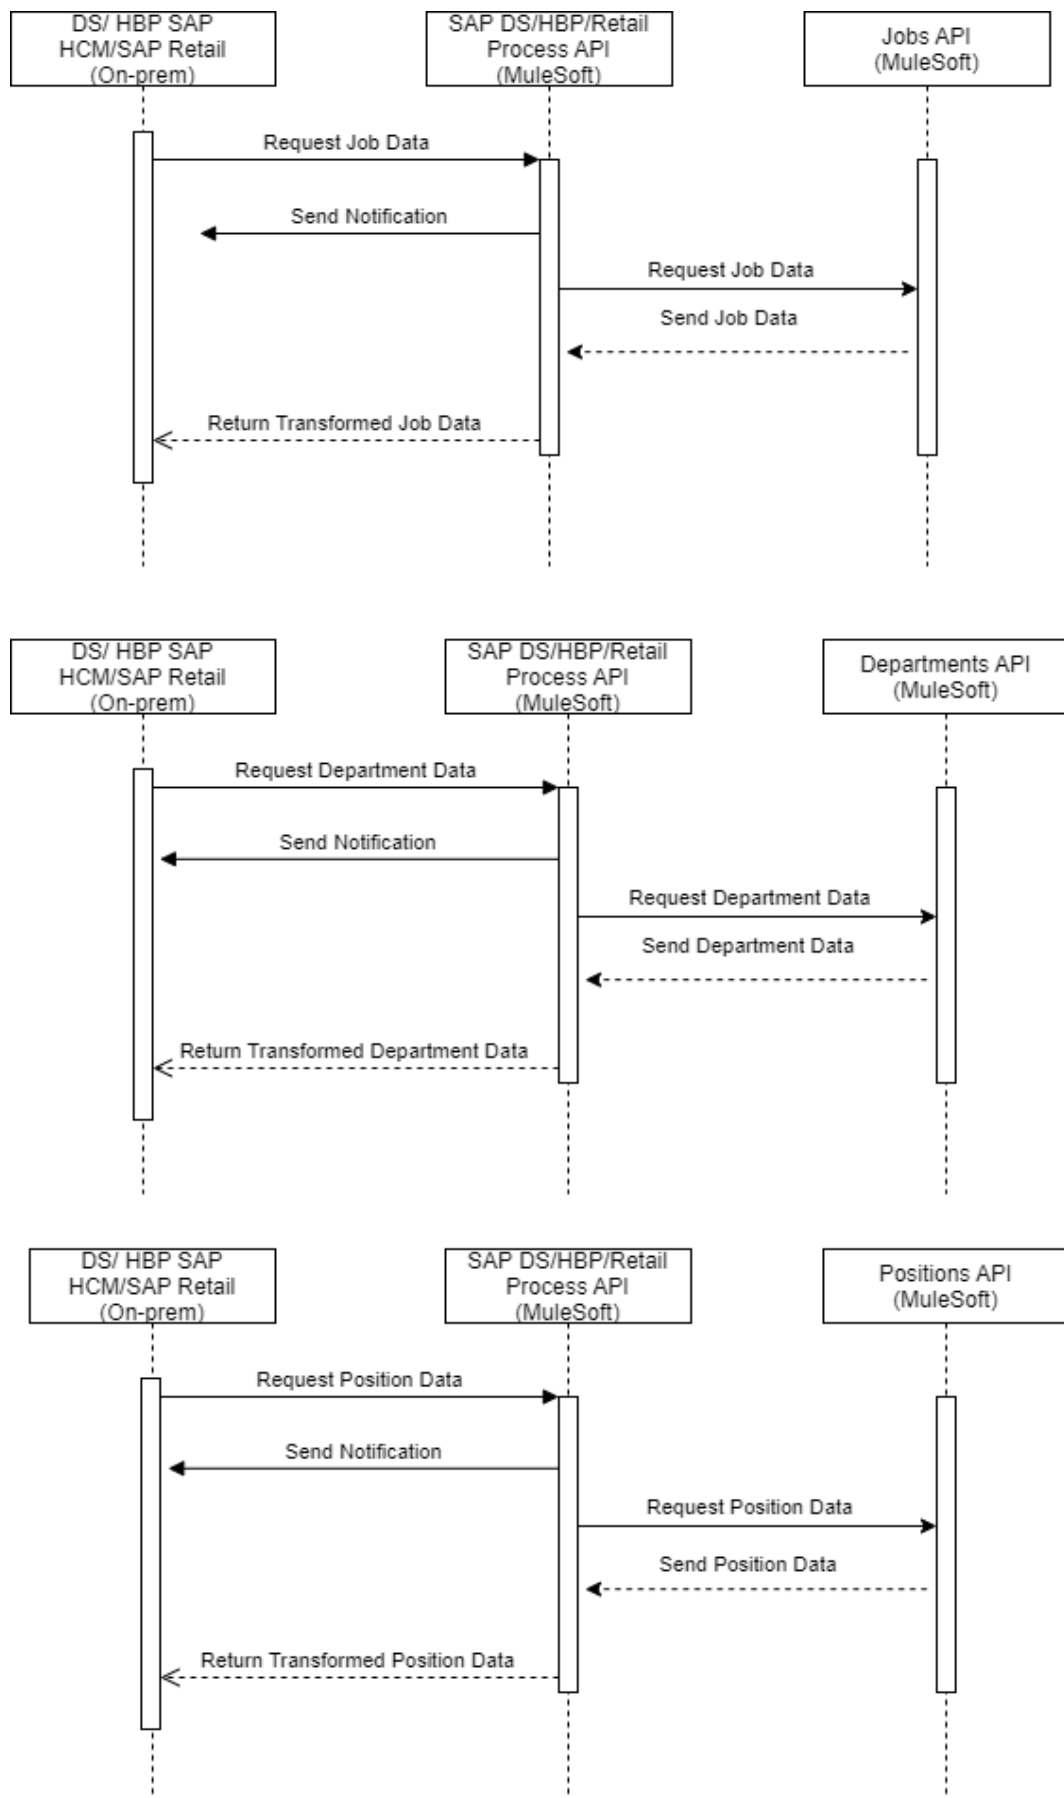 DS/ HBP SAP
HCM/SAP Retail
(On-prem)
SAP DS/HBP/Retail
Process API
(MuleSoft)
Jobs API
(MuleSoft)
Request Job Data
Send Notification
Request Job Data
Send Job Data
Return Transformed Job Data
DS/ HBP SAP
HCM/SAP Retail
(On-prem)
SAP DS/HBP/Retail
Process API
(MuleSoft)
Departments API
(MuleSoft)
Request Department Data
Send Notification
Request Department Data
Send Department Data
Return Transformed Department Data
DS/ HBP SAP
HCM/SAP Retail
(On-prem)
SAP DS/HBP/Retail
Process API
(MuleSoft)
Positions API
(MuleSoft)
Request Position Data
Send Notification
Request Position Data
Send Position Data
Return Transformed Position Data